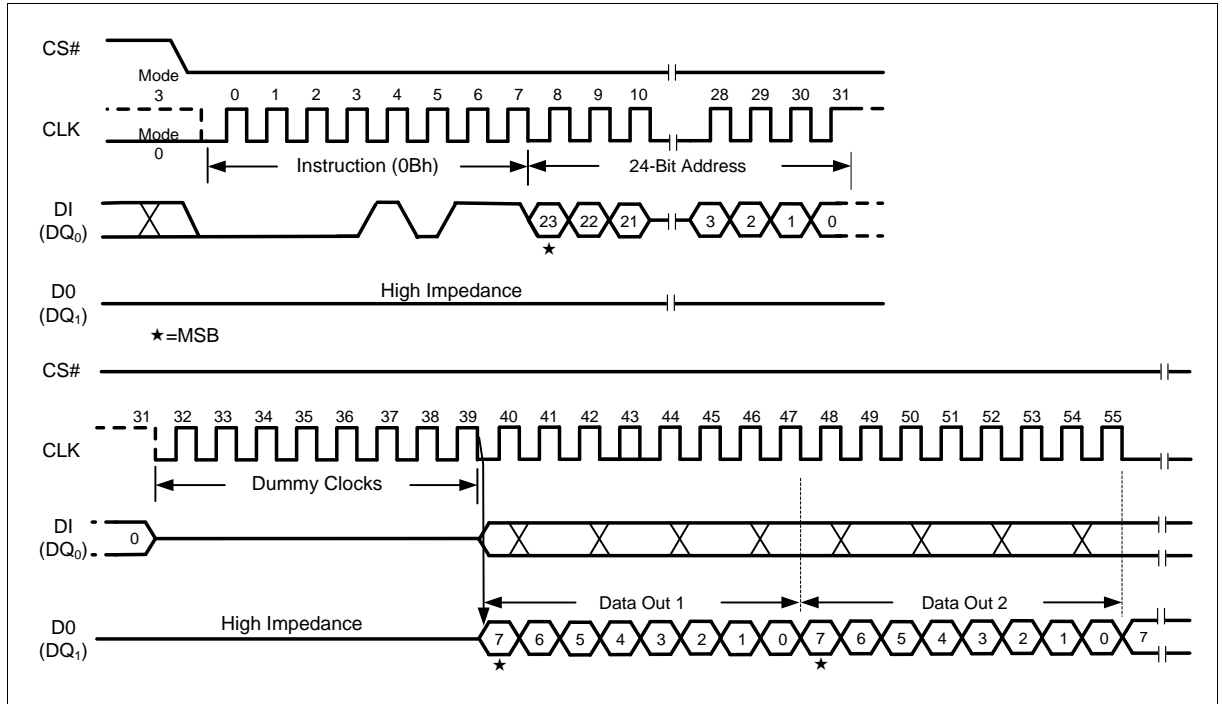 CS#
Mode
3
0 1 2 3 4 5 6 7 8 9 10 28 29 30 31
CLK
Mode
0
Instruction (0Bh) 24-Bit Address
DI
(DQ0)
23 22 21 3 2 1 0
★
D0
(DQ1)
High Impedance
★=MSB
CS#
31 32 33 34 35 36 37 38 39 40 41 42 43 44 45 46 47 48 49 50 51 52 53 54 55
CLK
Dummy Clocks
DI
(DQ0)
0
Data Out 1 Data Out 2
D0
(DQ1)
High Impedance
7 6 5 4 3 2 1 0 7 6 5 4 3 2 1 0 7
★ ★